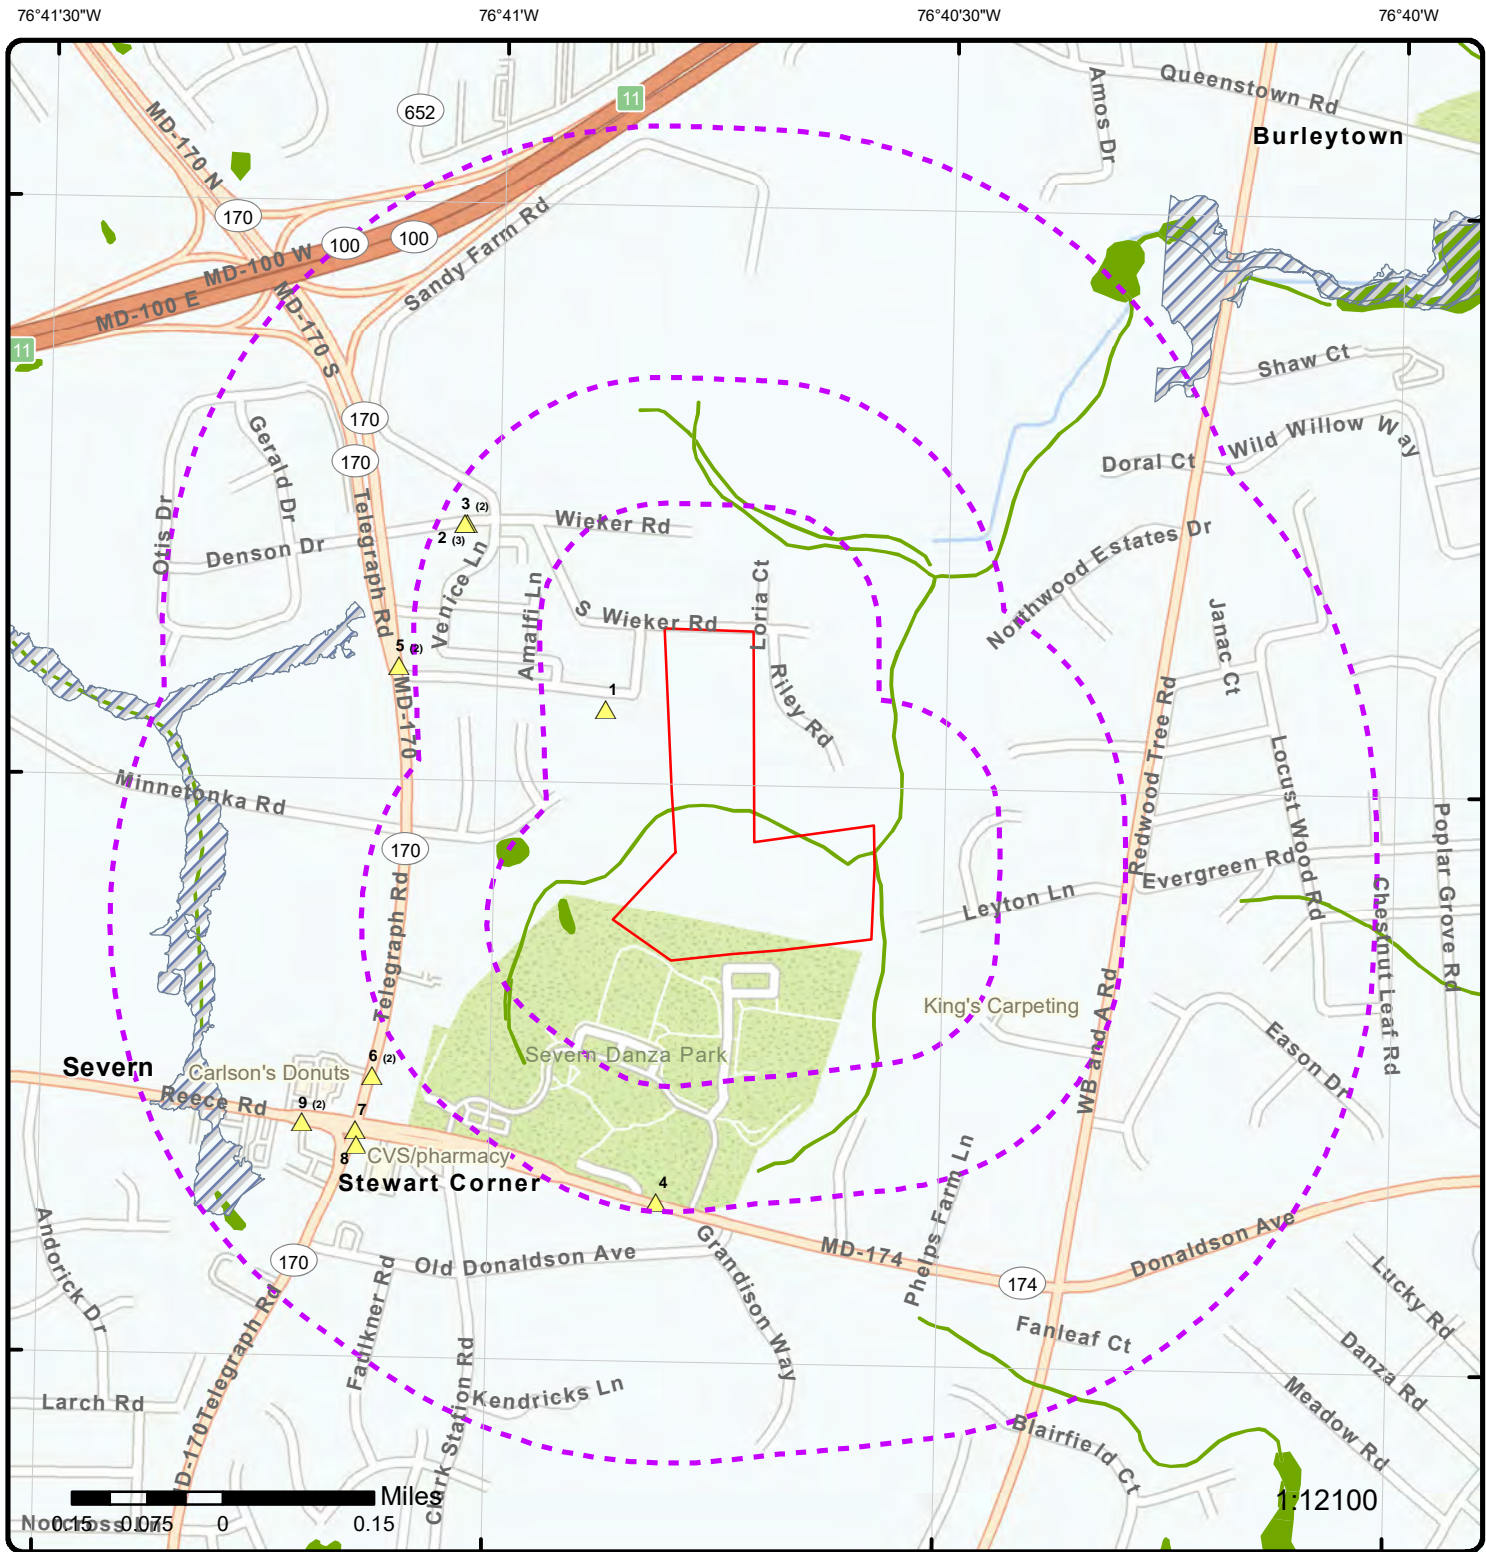 76°41'30"W
76°41'W
76°40'30"W
76°40'W
Queenstown Rd
Amos Dr
Burleytown
11
652
MD-170 N
170
100
100
MD-100 W
MD-100 E
Sandy Farm Rd
MD-170 S
11
Shaw Ct
170
Gerald Dr
Wild Willow Way
Doral Ct
170
Otis Dr
Telegraph Rd
3 (2)
2 (3)
Wieker Rd
Denson Dr
Venice Ln
Amalfi Ln
Northwood Estates Dr
S Wieker Rd
Loria Ct
Janac Ct
5 (2)
MD-170
1
Riley Rd
Redwood Tree Rd
Locust Wood Rd
Minnetonka Rd
Poplar Grove Rd
170
Evergreen Rd
Leyton Ln
Chestnut Leaf Rd
Telegraph Rd
King's Carpeting
WB and A Rd
Eason Dr
Severn
Severn Danza Park
6 (2)
Carlson's Donuts
Reece Rd
9 (2)
7
8
CVS/pharmacy
Stewart Corner
4
Phelps Farm Ln
Andorick Dr
Old Donaldson Ave
Grandison Way
MD-174
Donaldson Ave
170
174
Lucky Rd
Faulkner Rd
Fanleaf Ct
Danza Rd
Telegraph Rd
Clark Station Rd
Kendricks Ln
Larch Rd
Meadow Rd
Blairfield Ct
D-170
Miles
1:12100
Norcross Ln
0.15 0.075 0 0.15